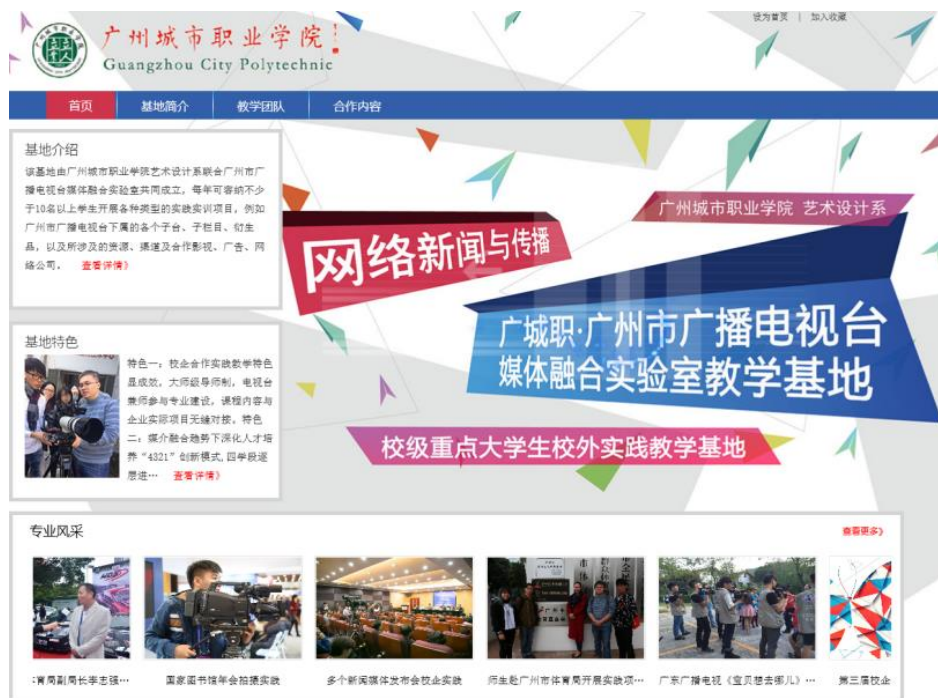 设为首页 | 加入收藏
广州城市职业学院
Guangzhou City Polytechnic
首页 基地简介 教学团队 合作内容
基地介绍
该基地由广州城市职业学院艺术设计系联合广州市广
播电视台媒体融合实验室共同成立，每年可容纳不少
于10名以上学生开展各种类型的实践实训项目，例如
广州市广播电视台下属的各个子台、子栏目、衍生
品，以及所涉及的资源、渠道及合作影视、广告、网
络公司。 查看详情》
广州城市职业学院 艺术设计系
网络新闻与传播
广城职·广州市广播电视台
媒体融合实验室教学基地
校级重点大学生校外实践教学基地
基地特色
特色一：校企合作实践教学特色
显成效，大师级导师制，电视台
兼师参与专业建设，课程内容与
企业实际项目无缝对接。特色
二：媒介融合趋势下深化人才培
养“4321”创新模式,四学段逐
层进… 查看详情》
专业风采
查看更多》
育局副局长李志强…
国家图书馆年会拍摄实践
多个新闻媒体发布会校企实践
师生赴广州市体育局开展实践项…
广东广播电视《宝贝想去哪儿》…
第三届校企